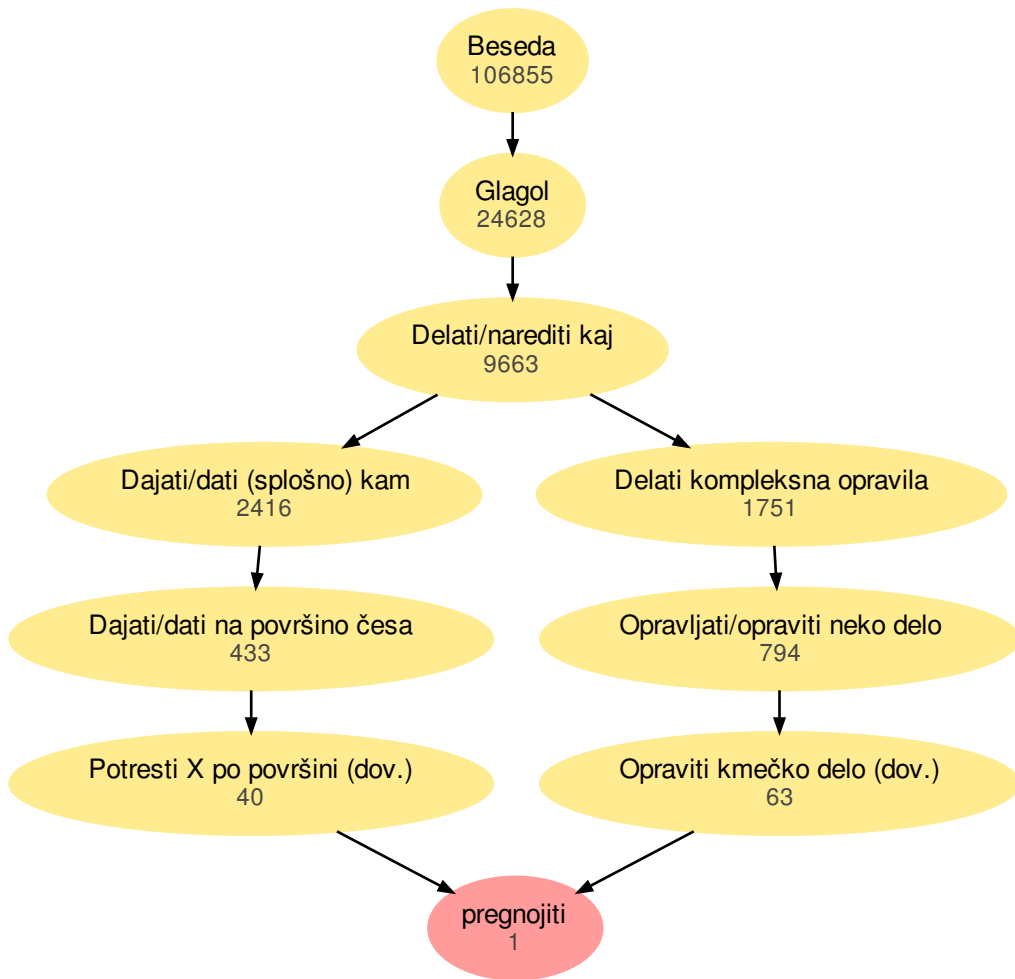 Beseda
106855
Glagol
24628
Delati/narediti kaj
9663
Dajati/dati (splošno) kam
2416
Delati kompleksna opravila
1751
Dajati/dati na površino česa
433
Opravljati/opraviti neko delo
794
Potresti X po površini (dov.)
40
Opraviti kmečko delo (dov.)
63
pregnojiti
1